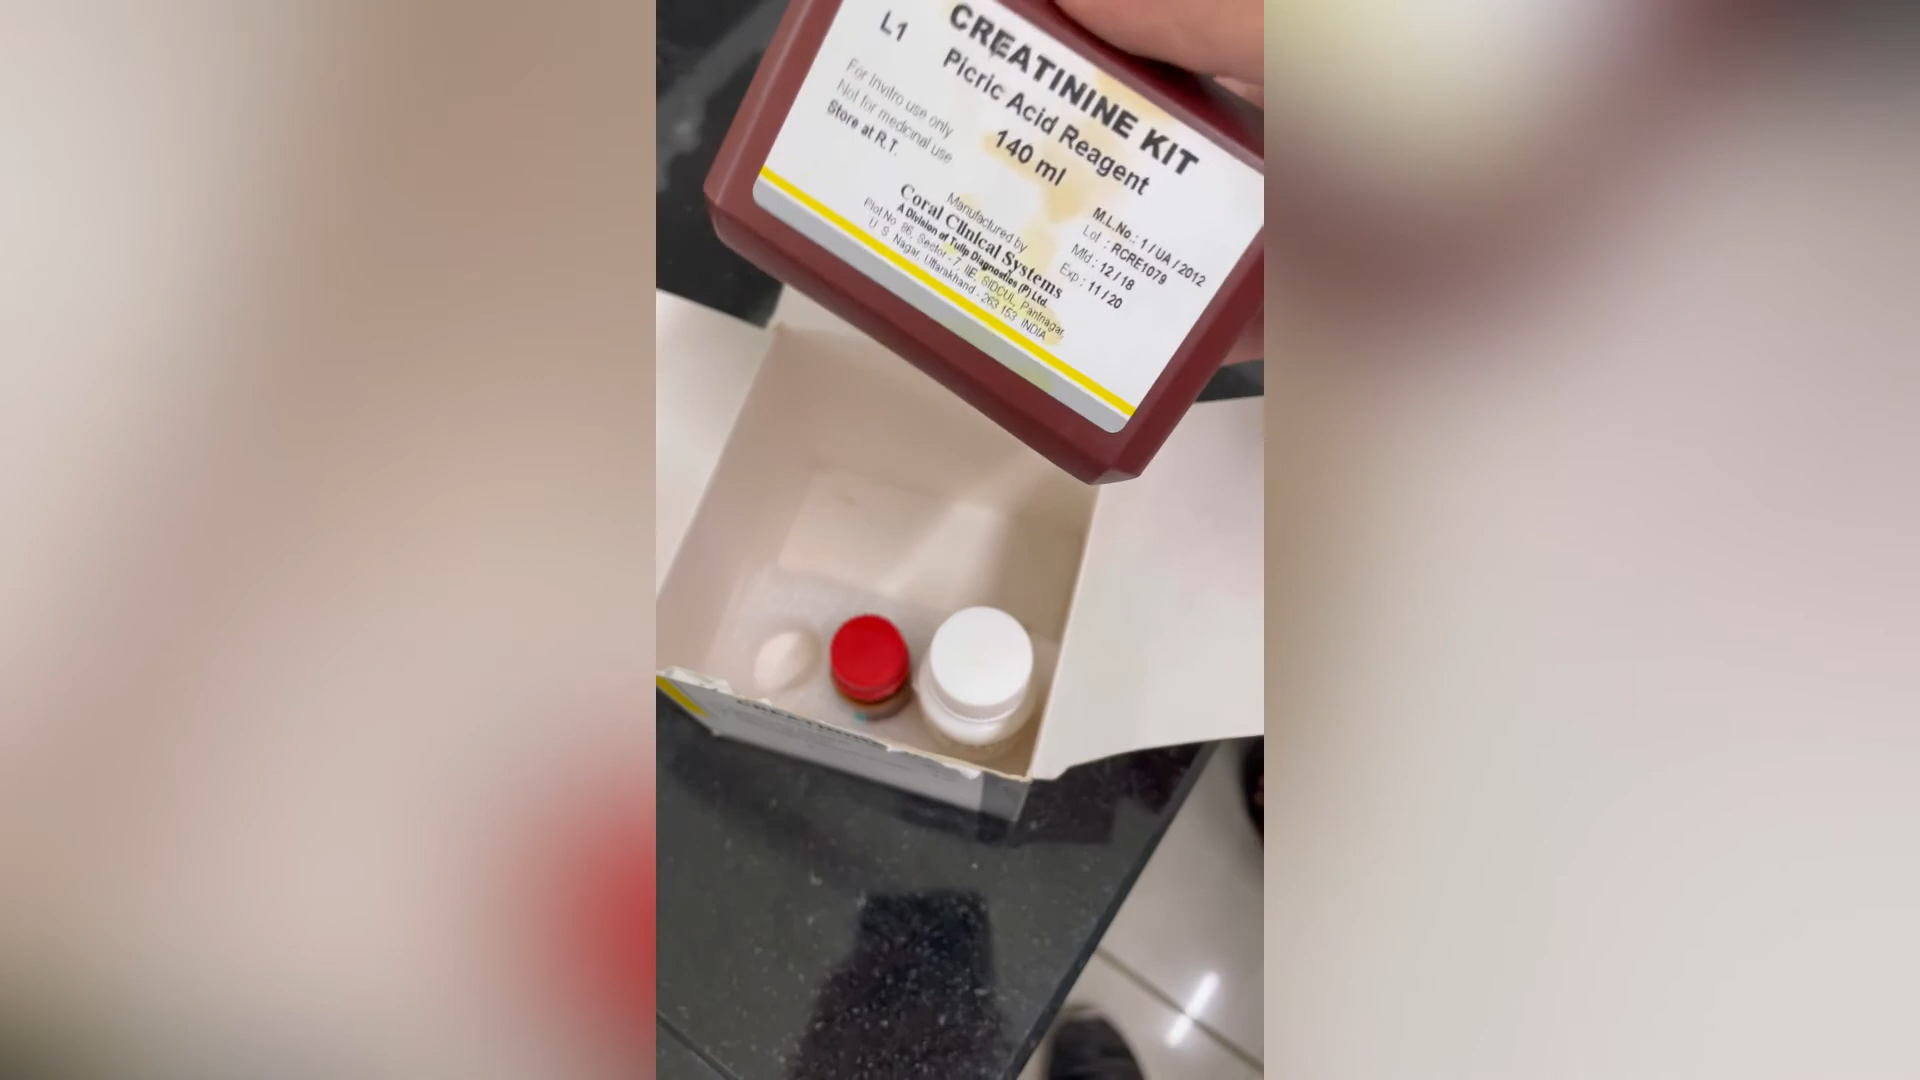 CREATININE KIT
L1
Picric Acid Reagent
140 ml
For Invitro use only
Not for medicinal use
Store at R.T.
Manufactured by
Coral Clinical Systems
A Division of Tulip Diagnostics (P) Ltd.
Plot No. 86, Sector-7, IIE, SIDCUL, Pantnagar,
U. S. Nagar, Uttarakhand - 263 153. INDIA
M.L.No.: 1 / UA / 2012
Lot : RCRE1079
Mfd : 12 / 18
Exp : 11 / 20